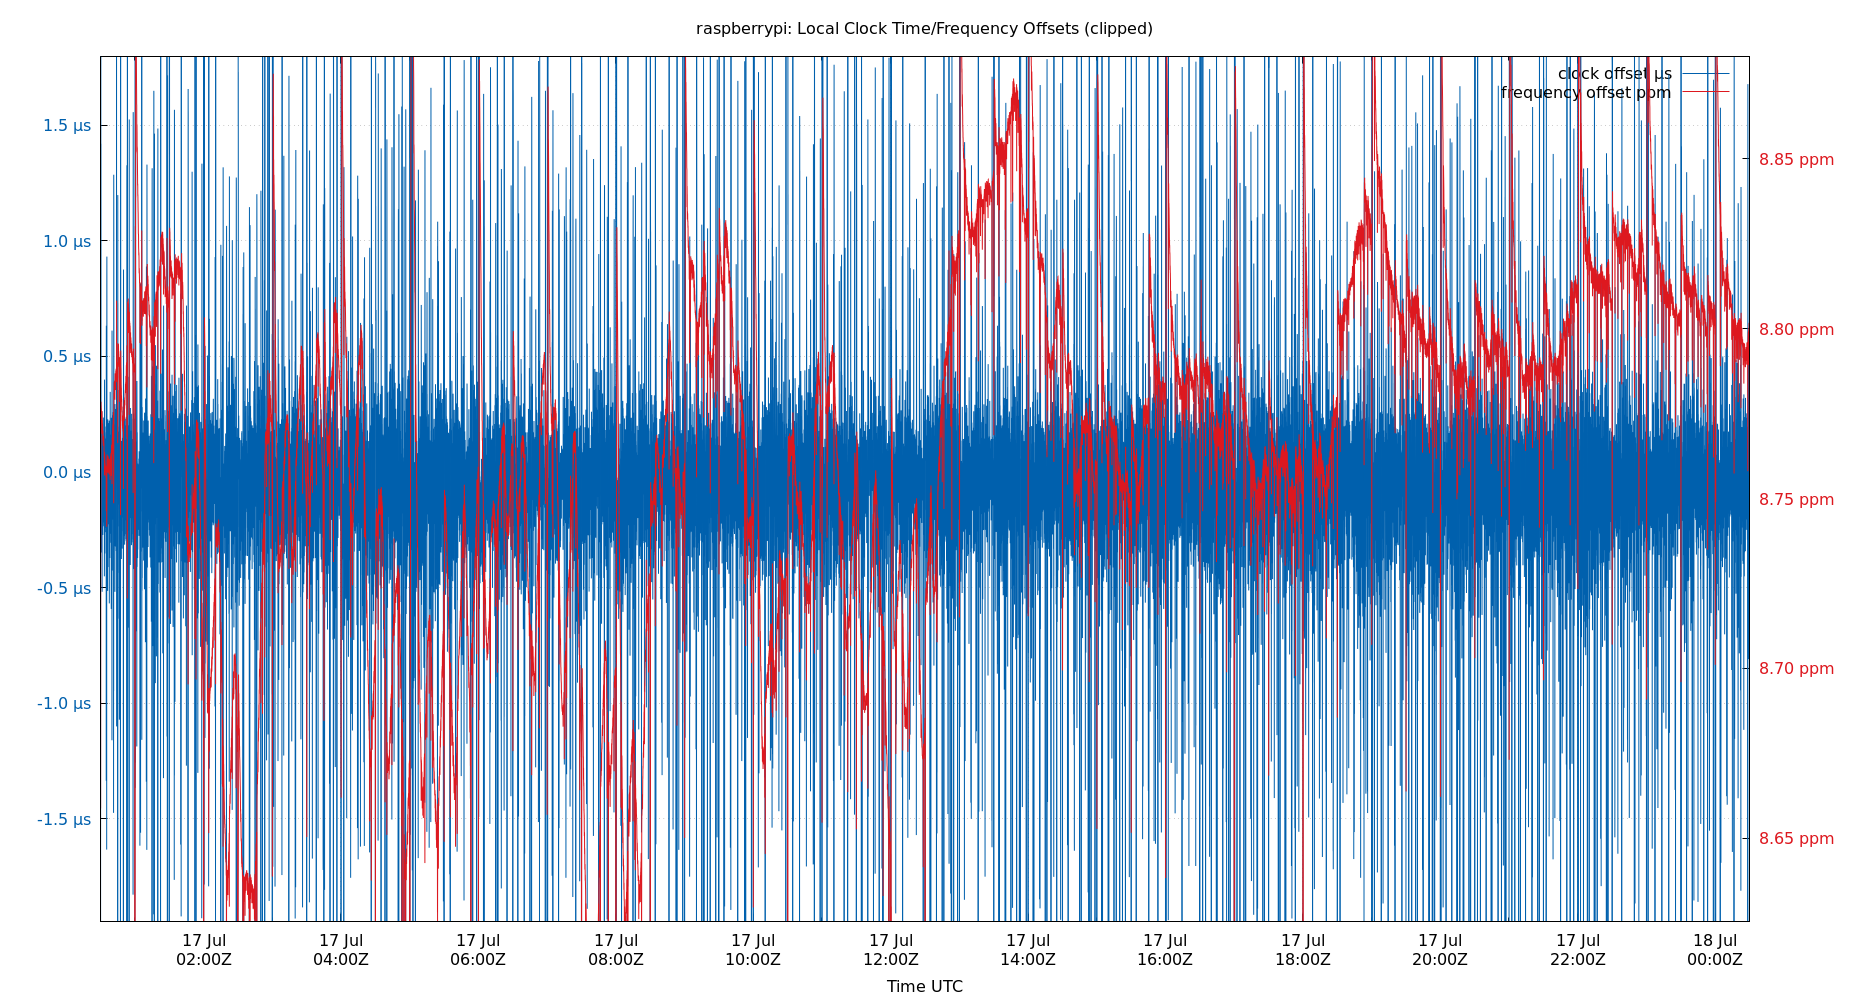 raspberrypi: Local Clock Time/Frequency Offsets (clipped)
clock offset µs
frequency offset ppm
1.5 µs
1.0 µs
0.5 µs
0.0 µs
-0.5 µs
-1.0 µs
-1.5 µs
8.85 ppm
8.80 ppm
8.75 ppm
8.70 ppm
8.65 ppm
17 Jul 17 Jul 17 Jul 17 Jul 17 Jul 17 Jul 17 Jul 17 Jul 17 Jul 17 Jul 17 Jul 18 Jul
02:00Z 04:00Z 06:00Z 08:00Z 10:00Z 12:00Z 14:00Z 16:00Z 18:00Z 20:00Z 22:00Z 00:00Z
Time UTC